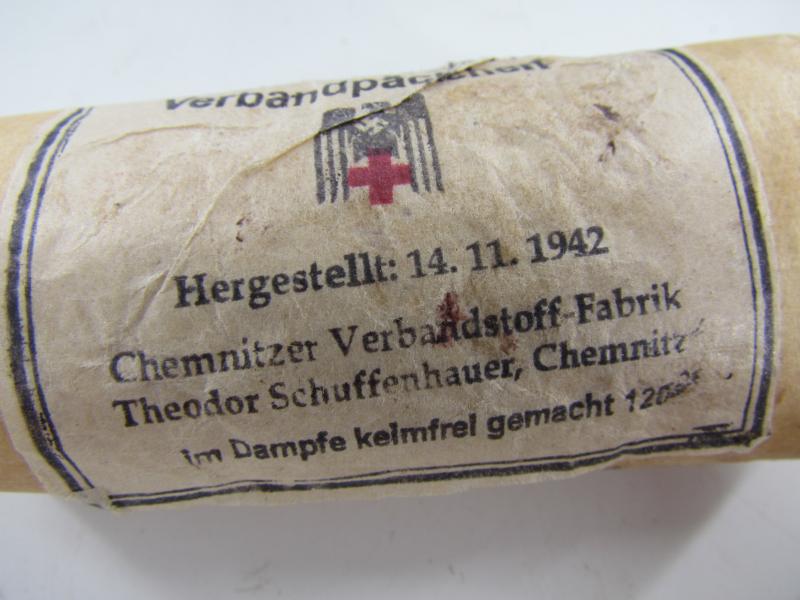 Verbandpäckchen
Hergestellt: 14. 11. 1942
Chemnitzer Verbandstoff-Fabrik
Theodor Schuffenhauer, Chemnitz
im Dampfe keimfrei gemacht